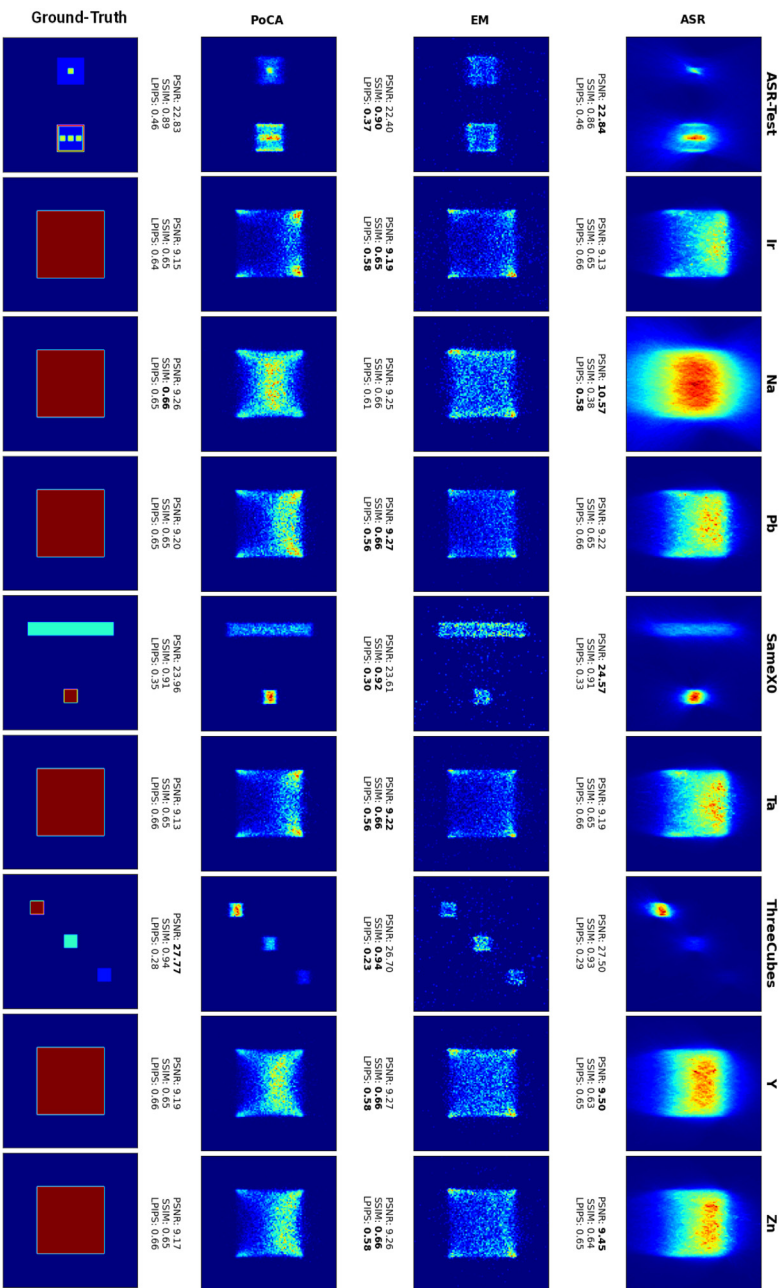 Ground-Truth
PoCA
EM
ASR
ASR-Test
PSNR: 22.83
SSIM: 0.89
LPIPS: 0.46
PSNR: 22.40
SSIM: 0.90
LPIPS: 0.37
PSNR: 22.84
SSIM: 0.86
LPIPS: 0.46
Ir
PSNR: 9.15
SSIM: 0.65
LPIPS: 0.64
PSNR: 9.19
SSIM: 0.65
LPIPS: 0.58
PSNR: 9.13
SSIM: 0.65
LPIPS: 0.66
Na
PSNR: 9.26
SSIM: 0.66
LPIPS: 0.65
PSNR: 9.25
SSIM: 0.66
LPIPS: 0.61
PSNR: 10.57
SSIM: 0.38
LPIPS: 0.58
Pb
PSNR: 9.20
SSIM: 0.65
LPIPS: 0.65
PSNR: 9.27
SSIM: 0.66
LPIPS: 0.56
PSNR: 9.22
SSIM: 0.65
LPIPS: 0.66
SameX0
PSNR: 23.96
SSIM: 0.91
LPIPS: 0.35
PSNR: 23.61
SSIM: 0.92
LPIPS: 0.30
PSNR: 24.57
SSIM: 0.91
LPIPS: 0.33
Ta
PSNR: 9.13
SSIM: 0.65
LPIPS: 0.66
PSNR: 9.22
SSIM: 0.66
LPIPS: 0.56
PSNR: 9.19
SSIM: 0.65
LPIPS: 0.66
ThreeCubes
PSNR: 27.77
SSIM: 0.94
LPIPS: 0.28
PSNR: 26.70
SSIM: 0.94
LPIPS: 0.23
PSNR: 27.50
SSIM: 0.93
LPIPS: 0.29
Y
PSNR: 9.19
SSIM: 0.65
LPIPS: 0.66
PSNR: 9.27
SSIM: 0.66
LPIPS: 0.58
PSNR: 9.50
SSIM: 0.63
LPIPS: 0.65
Zn
PSNR: 9.17
SSIM: 0.65
LPIPS: 0.66
PSNR: 9.26
SSIM: 0.66
LPIPS: 0.58
PSNR: 9.45
SSIM: 0.64
LPIPS: 0.65